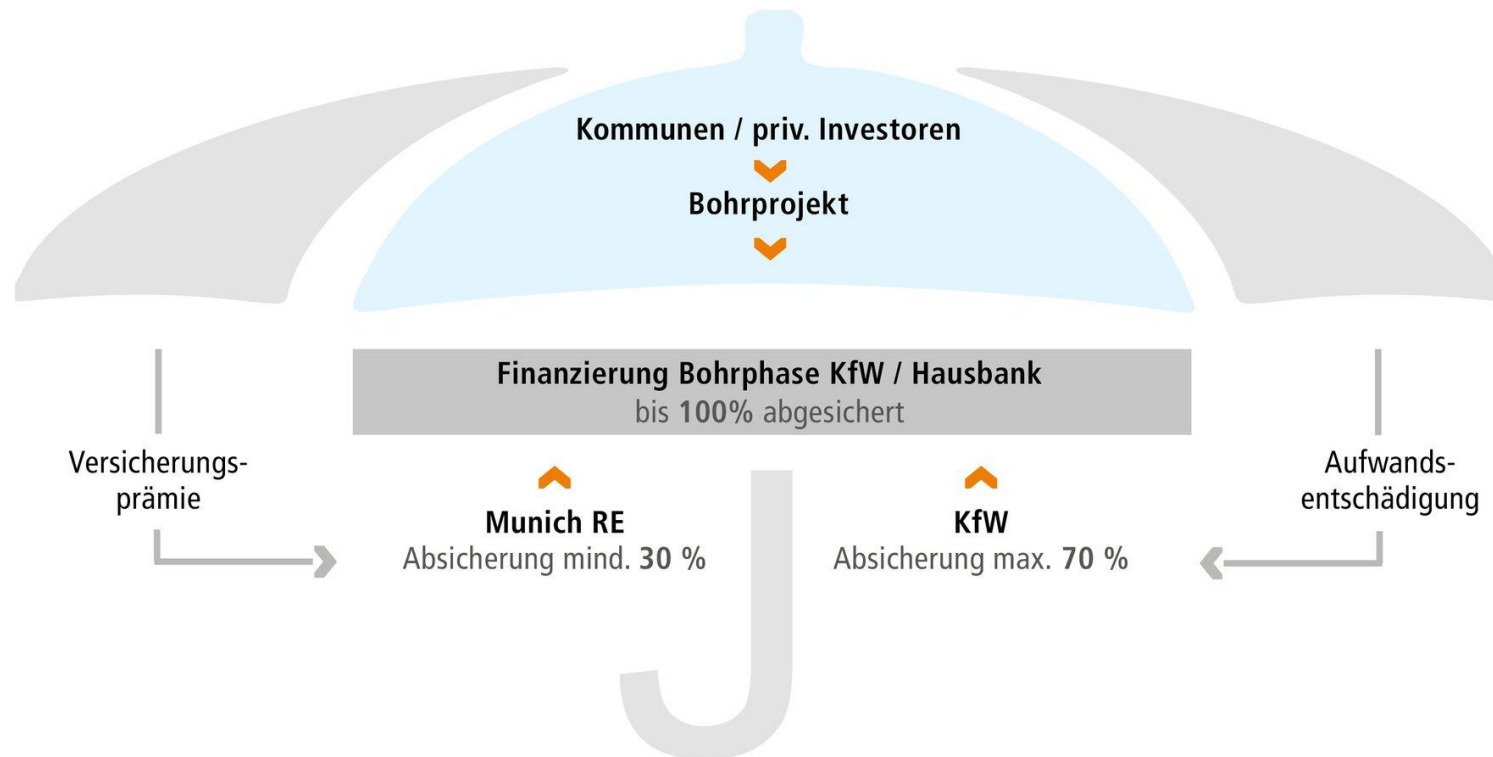 Kommunen / priv. Investoren
Bohrprojekt
Finanzierung Bohrphase KfW / Hausbank
bis 100% abgesichert
Versicherungs-
prämie
Munich RE
Absicherung mind. 30 %
KfW
Absicherung max. 70 %
Aufwands-
entschädigung